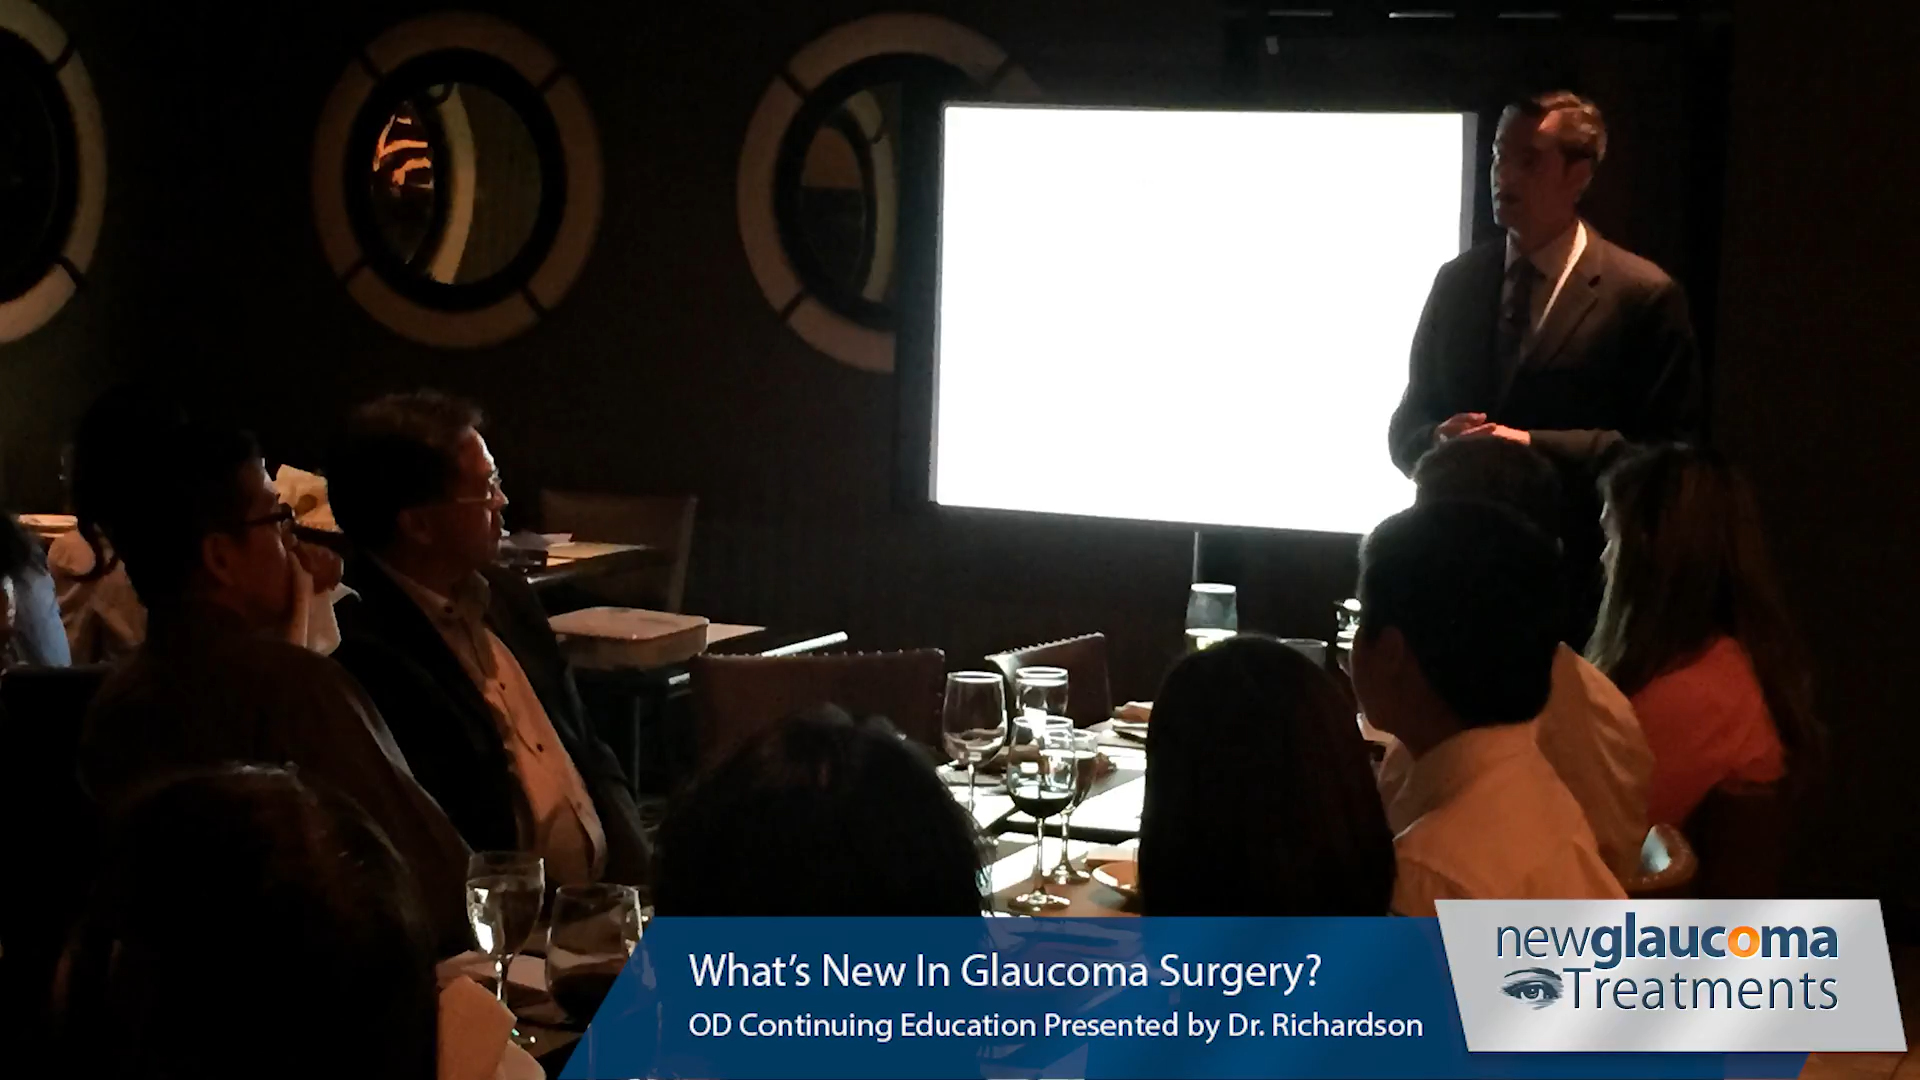 What's New In Glaucoma Surgery?
OD Continuing Education Presented by Dr. Richardson
newglaucoma
Treatments